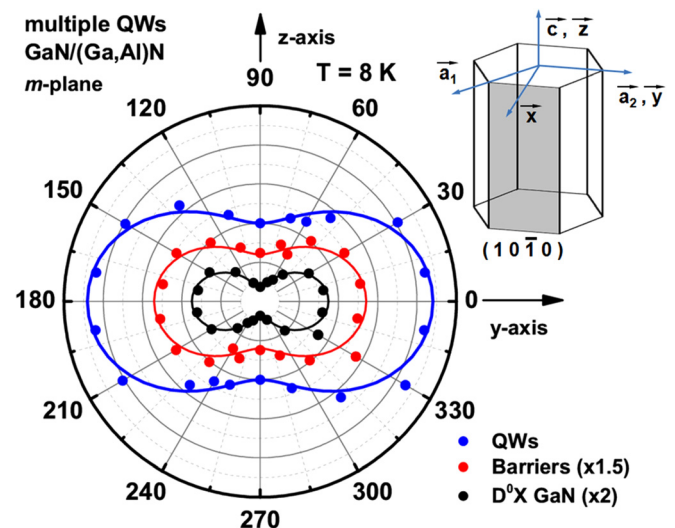 multiple QWs
GaN/(Ga,Al)N
m-plane
z-axis
T = 8 K
90
120
60
150
30
180
0
y-axis
210
330
240
300
270
c, z
a1
a2, y
x
(1 0 1̅ 0)
QWs
Barriers (x1.5)
D⁰X GaN (x2)